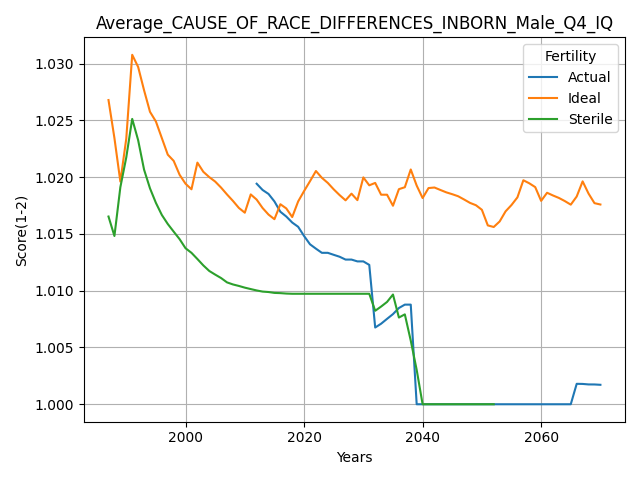 Average_CAUSE_OF_RACE_DIFFERENCES_INBORN_Male_Q4_IQ
Fertility
Actual
Ideal
Sterile
Score(1-2)
1.030
1.025
1.020
1.015
1.010
1.005
1.000
2000 2020 2040 2060
Years